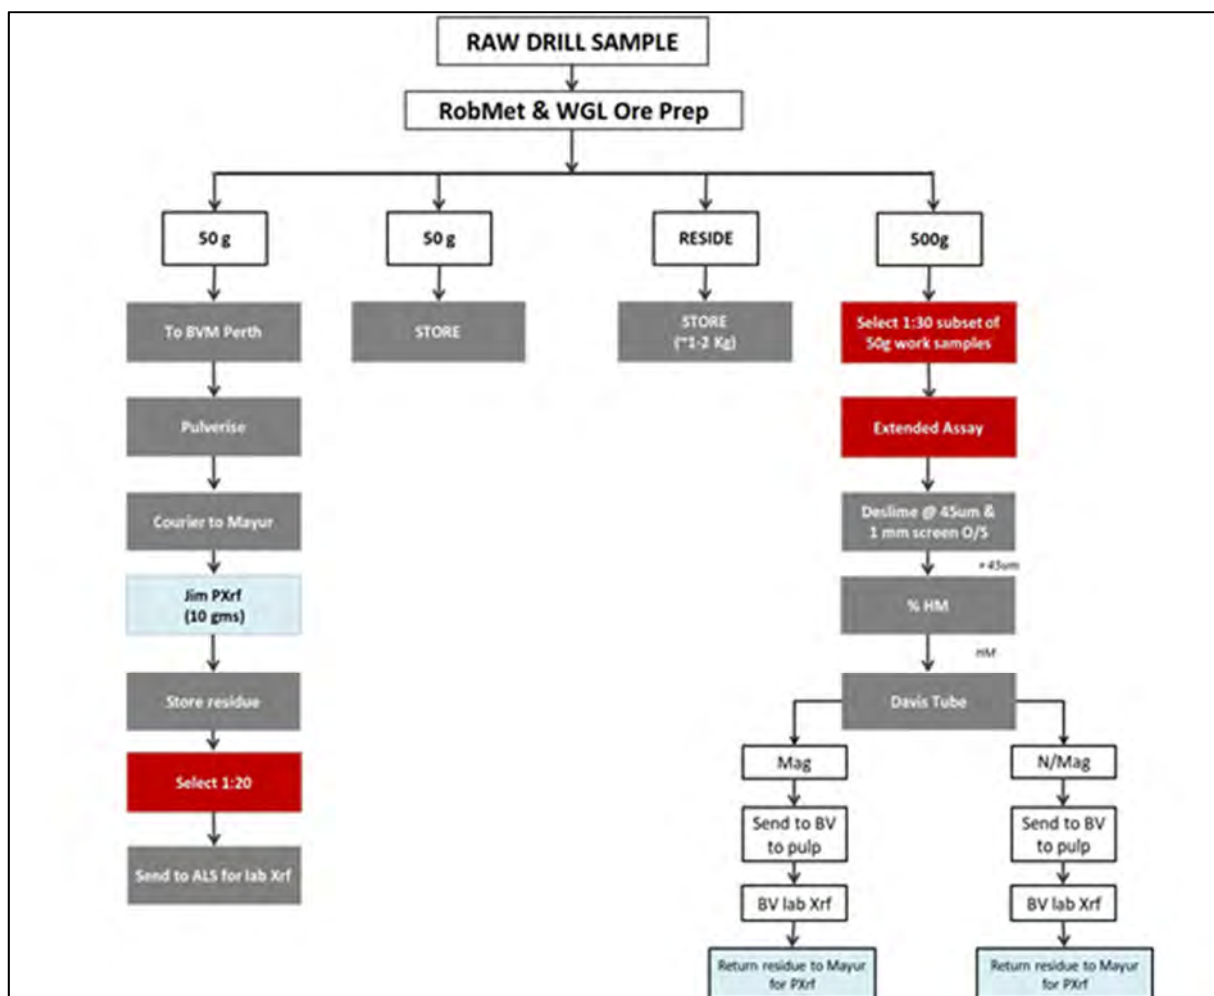 RAW DRILL SAMPLE
RobMet & WGL Ore Prep
50 g
50 g
RESIDE
500g
To BVM Perth
STORE
STORE
(~1-2 Kg)
Select 1:30 subset of
50g work samples
Pulverise
Extended Assay
Courier to Mayur
Deslime @ 45um &
1 mm screen O/S
+ 45um
Jim PXrf
(10 gms)
% HM
HM
Store residue
Davis Tube
Select 1:20
Mag
N/Mag
Send to BV
to pulp
Send to BV
to pulp
Send to ALS for lab Xrf
BV lab Xrf
BV lab Xrf
Return residue to Mayur
for PXrf
Return residue to Mayur
for PXrf